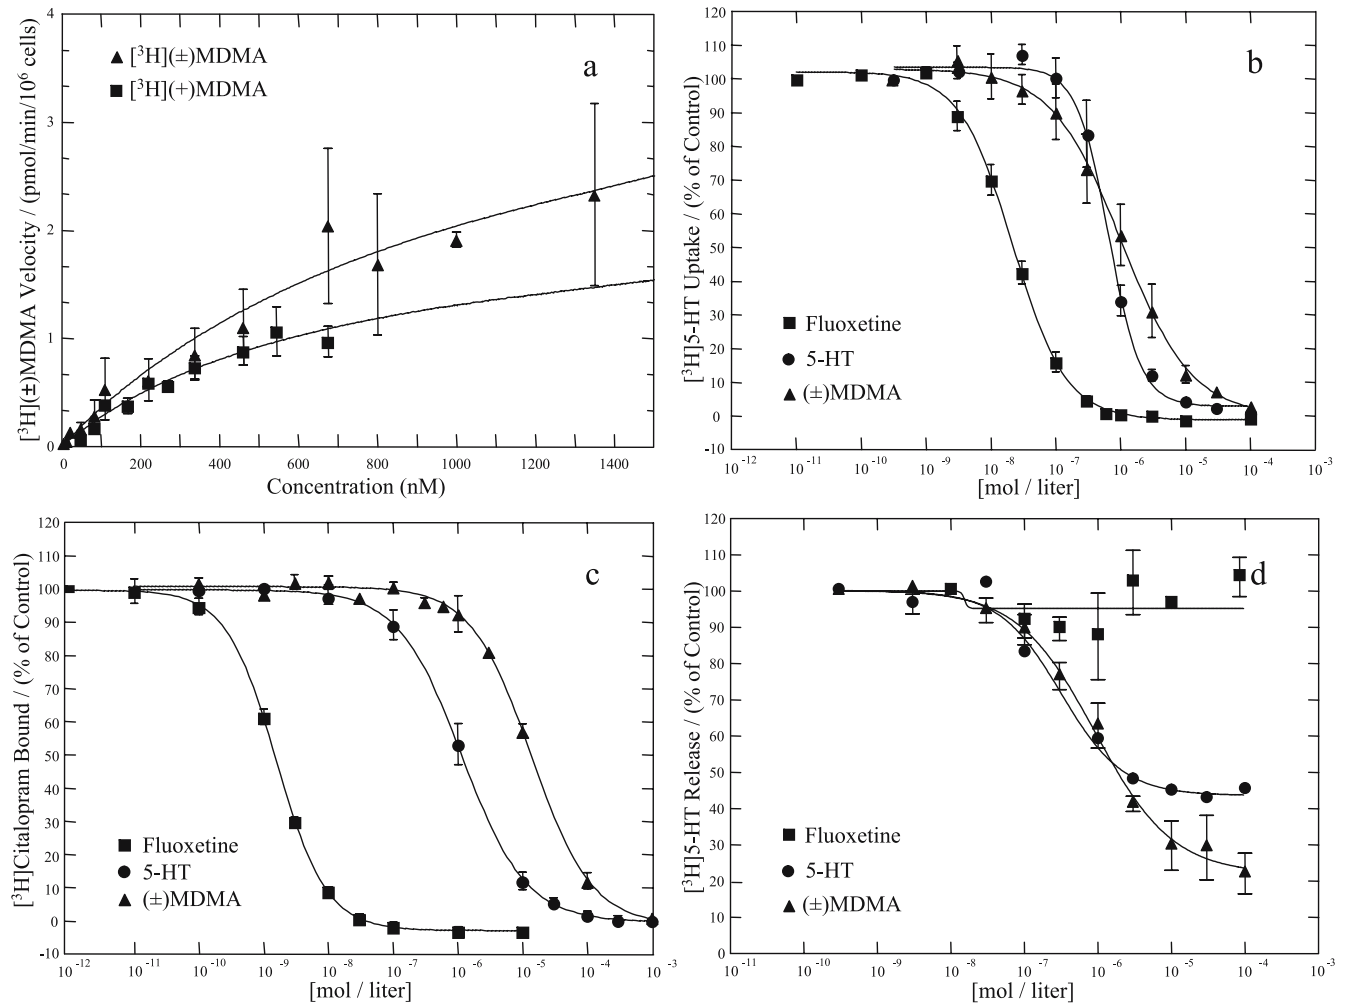 a
[³H](±)MDMA
[³H](+)MDMA
[³H](±)MDMA Velocity / (pmol/min/10⁶ cells)
4
3
2
1
0
0 200 400 600 800 1000 1200 1400
Concentration (nM)
b
[³H]5-HT Uptake / (% of Control)
120
110
100
90
80
70
60
50
40
30
20
10
0
-10
Fluoxetine
5-HT
(±)MDMA
10⁻¹² 10⁻¹¹ 10⁻¹⁰ 10⁻⁹ 10⁻⁸ 10⁻⁷ 10⁻⁶ 10⁻⁵ 10⁻⁴ 10⁻³
[mol / liter]
c
[³H]Citalopram Bound / (% of Control)
120
110
100
90
80
70
60
50
40
30
20
10
0
-10
Fluoxetine
5-HT
(±)MDMA
10⁻¹² 10⁻¹¹ 10⁻¹⁰ 10⁻⁹ 10⁻⁸ 10⁻⁷ 10⁻⁶ 10⁻⁵ 10⁻⁴ 10⁻³
[mol / liter]
d
[³H]5-HT Release / (% of Control)
120
110
100
90
80
70
60
50
40
30
20
10
0
Fluoxetine
5-HT
(±)MDMA
10⁻¹¹ 10⁻¹⁰ 10⁻⁹ 10⁻⁸ 10⁻⁷ 10⁻⁶ 10⁻⁵ 10⁻⁴ 10⁻³
[mol / liter]